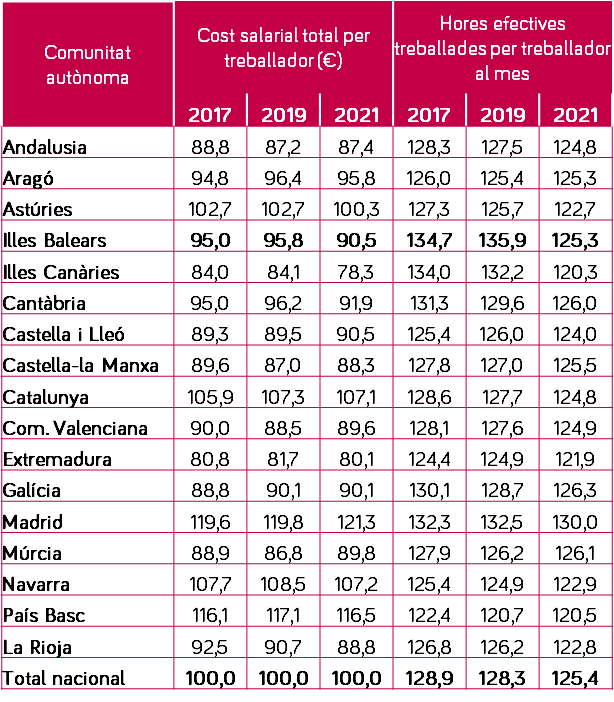 Comunitat autònoma
Cost salarial total per treballador (€)
Hores efectives treballades per treballador al mes
2017 2019 2021 2017 2019 2021
Andalusia 88,8 87,2 87,4 128,3 127,5 124,8
Aragó 94,8 96,4 95,8 126,0 125,4 125,3
Astúries 102,7 102,7 100,3 127,3 125,7 122,7
Illes Balears 95,0 95,8 90,5 134,7 135,9 125,3
Illes Canàries 84,0 84,1 78,3 134,0 132,2 120,3
Cantàbria 95,0 96,2 91,9 131,3 129,6 126,0
Castella i Lleó 89,3 89,5 90,5 125,4 126,0 124,0
Castella-la Manxa 89,6 87,0 88,3 127,8 127,0 125,5
Catalunya 105,9 107,3 107,1 128,6 127,7 124,8
Com. Valenciana 90,0 88,5 89,6 128,1 127,6 124,9
Extremadura 80,8 81,7 80,1 124,4 124,9 121,9
Galícia 88,8 90,1 90,1 130,1 128,7 126,3
Madrid 119,6 119,8 121,3 132,3 132,5 130,0
Múrcia 88,9 86,8 89,8 127,9 126,2 126,1
Navarra 107,7 108,5 107,2 125,4 124,9 122,9
País Basc 116,1 117,1 116,5 122,4 120,7 120,5
La Rioja 92,5 90,7 88,8 126,8 126,2 122,8
Total nacional 100,0 100,0 100,0 128,9 128,3 125,4